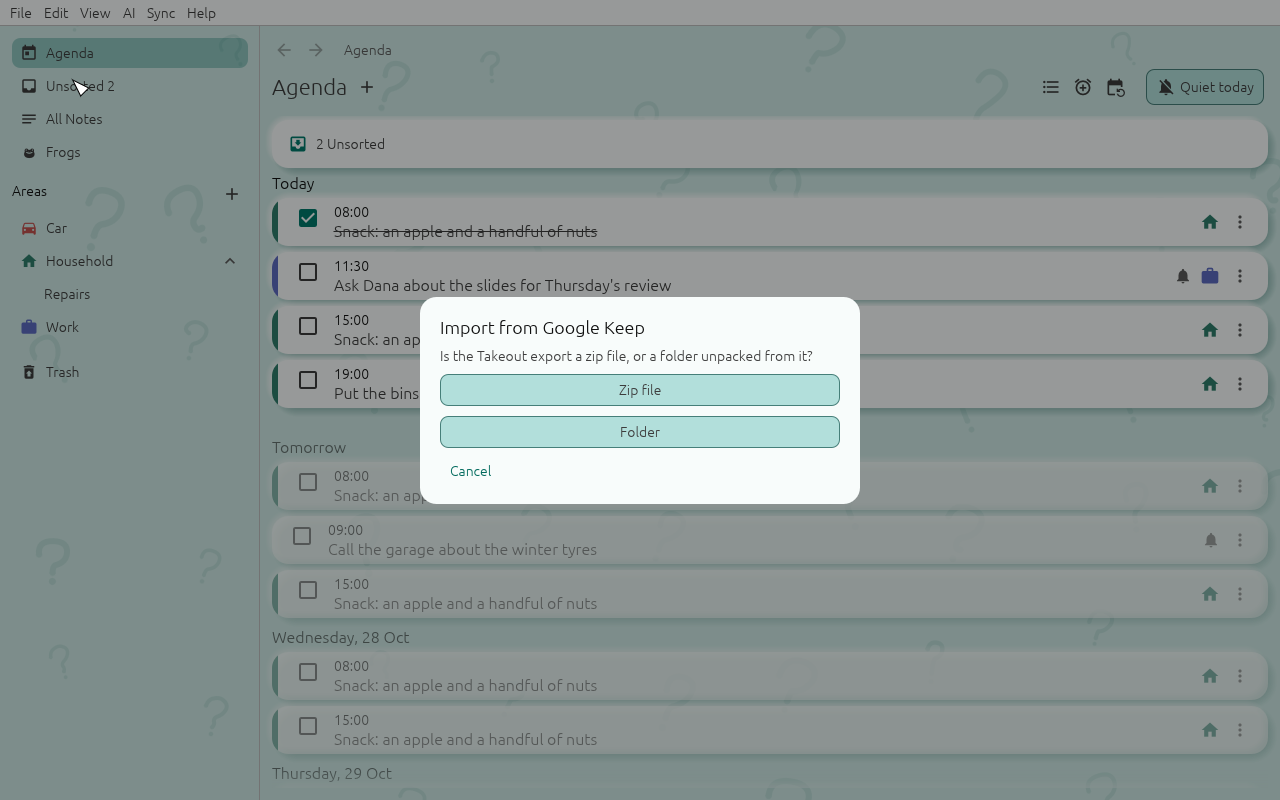 File Edit View AI Sync Help
Agenda
Unsorted 2
All Notes
Frogs
Areas
Car
Household
Repairs
Work
Trash
Agenda
Agenda
Quiet today
2 Unsorted
Today
08:00
Snack: an apple and a handful of nuts
11:30
Ask Dana about the slides for Thursday's review
15:00
Snack: an ap
19:00
Put the bins
Import from Google Keep
Is the Takeout export a zip file, or a folder unpacked from it?
Zip file
Folder
Cancel
Tomorrow
08:00
Snack: an app
09:00
Call the garage about the winter tyres
15:00
Snack: an apple and a handful of nuts
Wednesday, 28 Oct
08:00
Snack: an apple and a handful of nuts
15:00
Snack: an apple and a handful of nuts
Thursday, 29 Oct